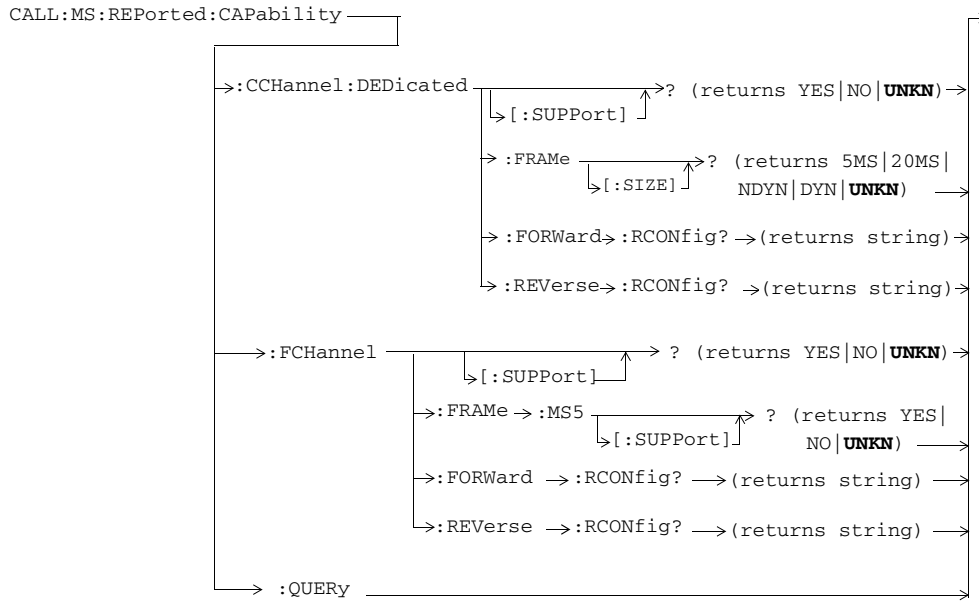 CALL:MS:REPorted:CAPability
:CCHannel:DEDicated ? (returns YES|NO|UNKN)
[:SUPPort]
:FRAMe ? (returns 5MS|20MS|
[:SIZE] NDYN|DYN|UNKN)
:FORWard :RCONfig? (returns string)
:REVerse :RCONfig? (returns string)
:FCHannel ? (returns YES|NO|UNKN)
[:SUPPort]
:FRAMe :MS5 ? (returns YES|
[:SUPPort] NO|UNKN)
:FORWard :RCONfig? (returns string)
:REVerse :RCONfig? (returns string)
:QUERy